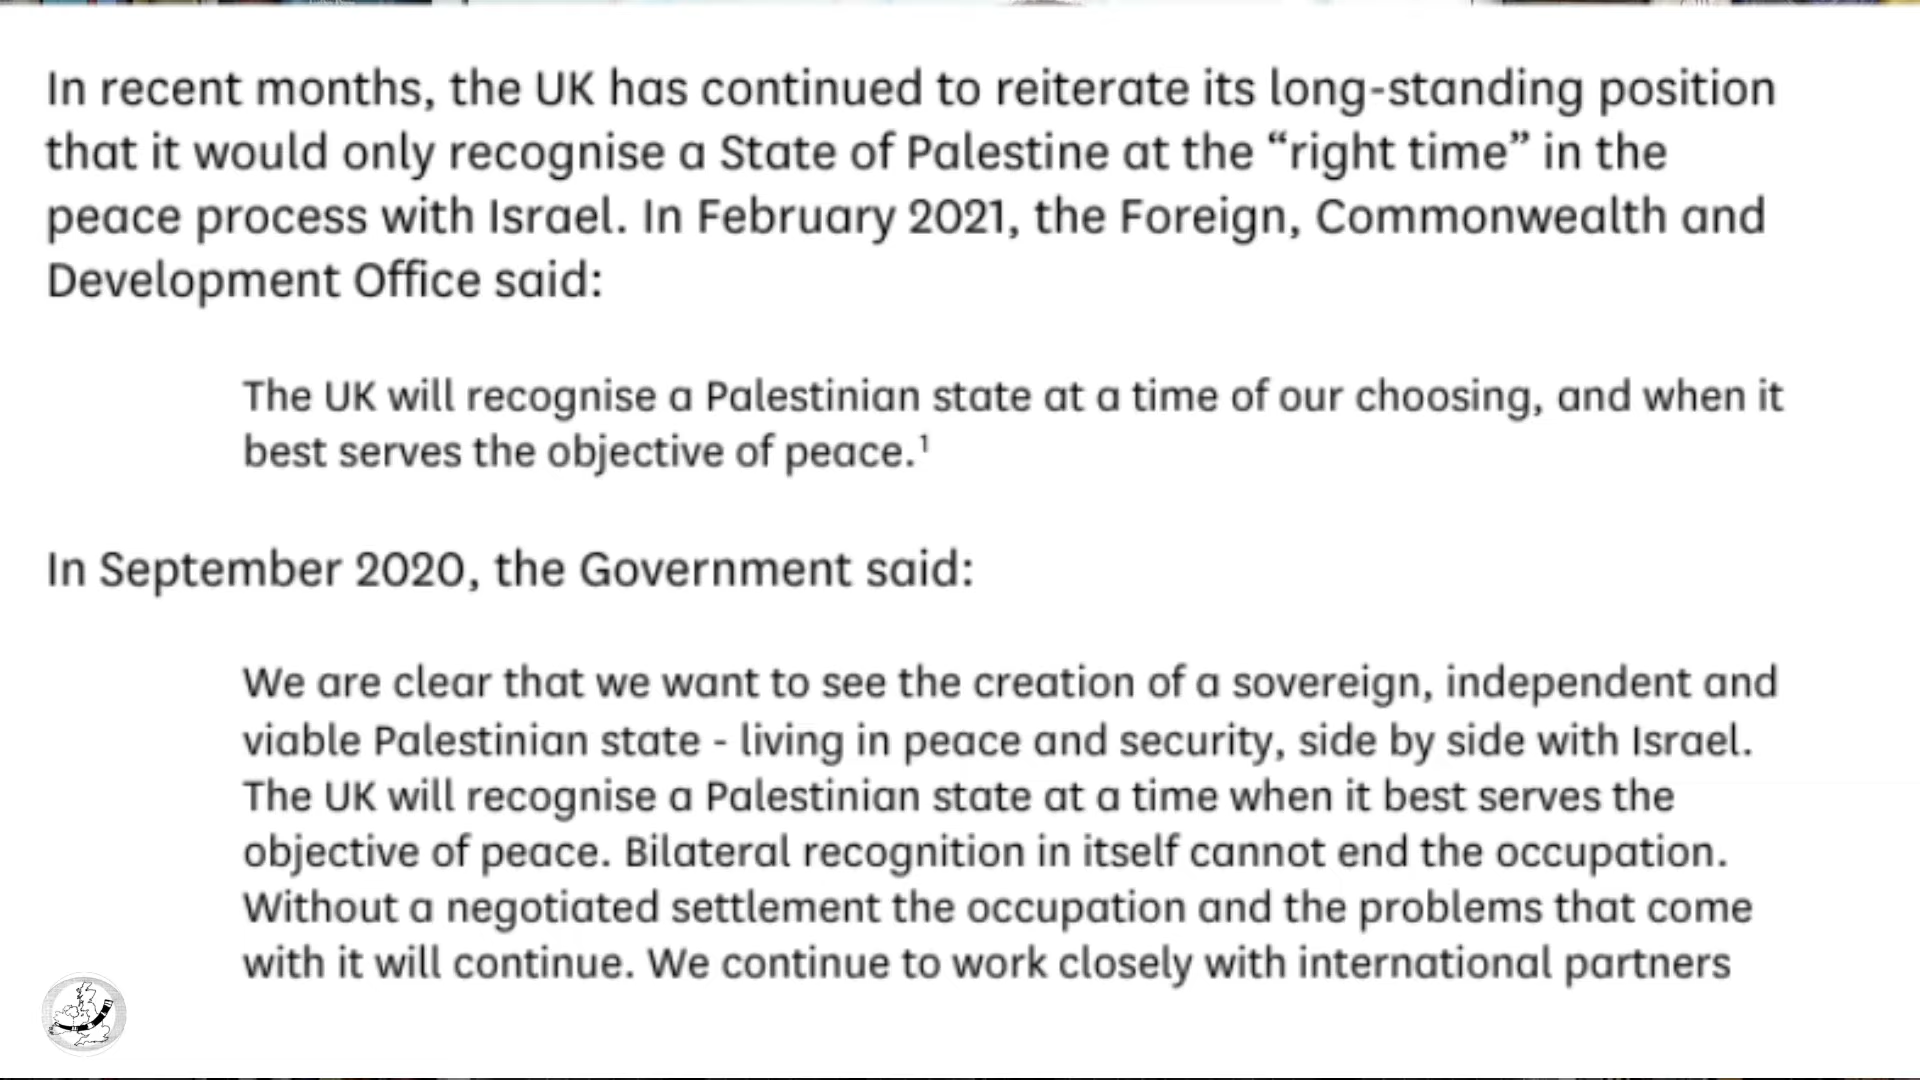 In recent months, the UK has continued to reiterate its long-standing position
that it would only recognise a State of Palestine at the “right time” in the
peace process with Israel. In February 2021, the Foreign, Commonwealth and
Development Office said:
The UK will recognise a Palestinian state at a time of our choosing, and when it
best serves the objective of peace.¹
In September 2020, the Government said:
We are clear that we want to see the creation of a sovereign, independent and
viable Palestinian state - living in peace and security, side by side with Israel.
The UK will recognise a Palestinian state at a time when it best serves the
objective of peace. Bilateral recognition in itself cannot end the occupation.
Without a negotiated settlement the occupation and the problems that come
with it will continue. We continue to work closely with international partners